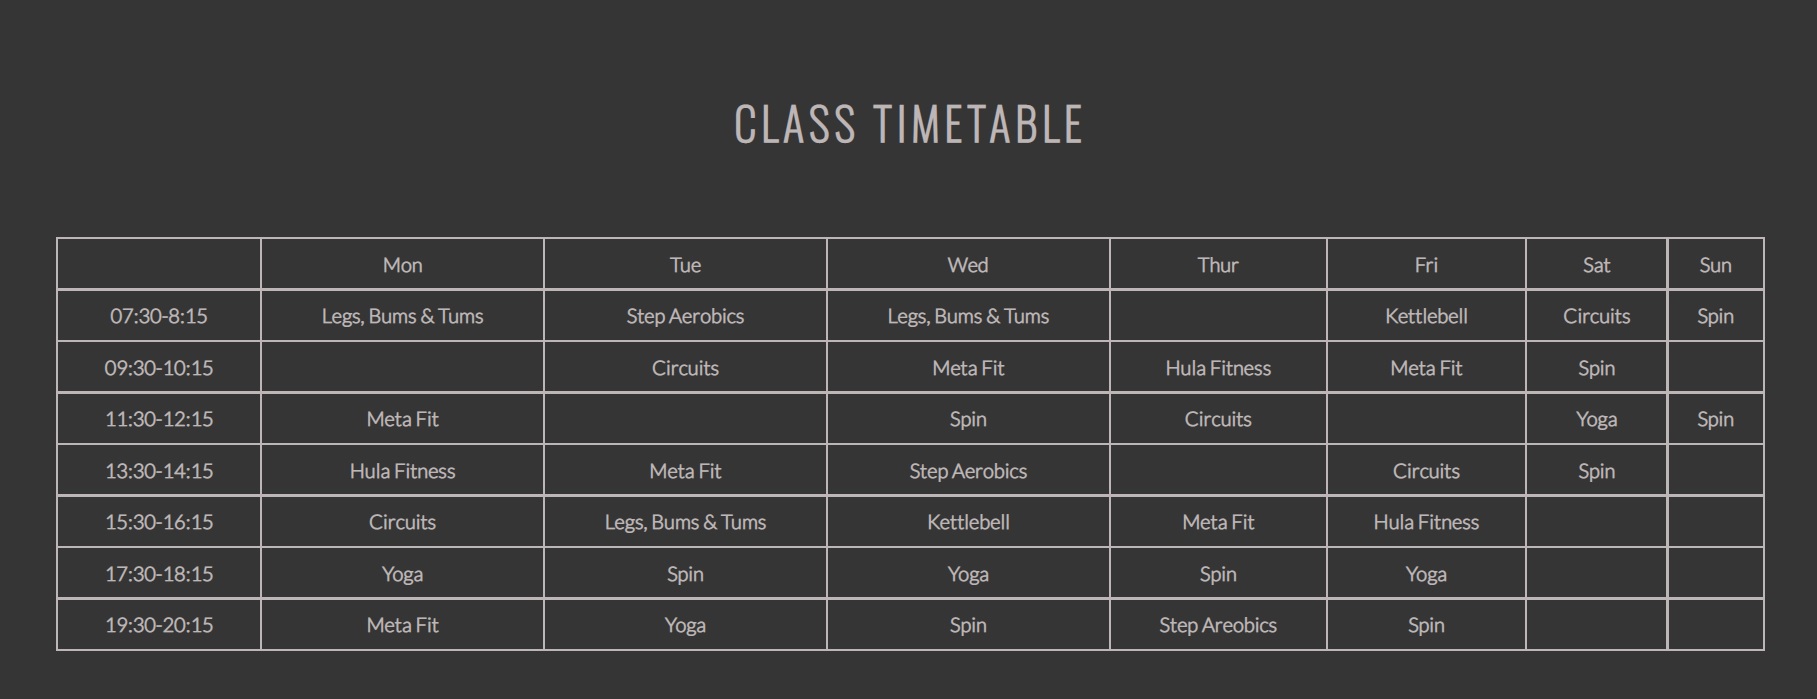 CLASS TIMETABLE
Mon Tue Wed Thur Fri Sat Sun
07:30-8:15 Legs, Bums & Tums Step Aerobics Legs, Bums & Tums Kettlebell Circuits Spin
09:30-10:15 Circuits Meta Fit Hula Fitness Meta Fit Spin
11:30-12:15 Meta Fit Spin Circuits Yoga Spin
13:30-14:15 Hula Fitness Meta Fit Step Aerobics Circuits Spin
15:30-16:15 Circuits Legs, Bums & Tums Kettlebell Meta Fit Hula Fitness
17:30-18:15 Yoga Spin Yoga Spin Yoga
19:30-20:15 Meta Fit Yoga Spin Step Areobics Spin